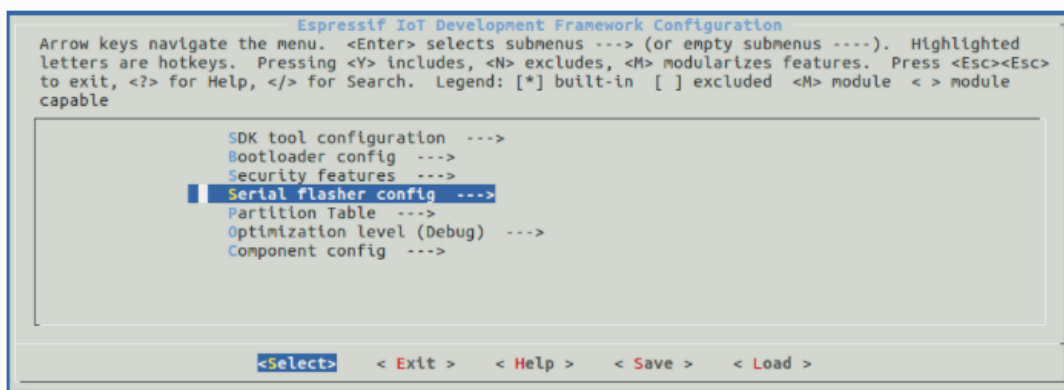 Espressif IoT Development Framework Configuration
Arrow keys navigate the menu.  <Enter> selects submenus ---> (or empty submenus ----).  Highlighted
letters are hotkeys.  Pressing <Y> includes, <N> excludes, <M> modularizes features.  Press <Esc><Esc>
to exit, <?> for Help, </> for Search.  Legend: [*] built-in  [ ] excluded  <M> module  < > module
capable
SDK tool configuration  --->
Bootloader config  --->
Security features  --->
Serial flasher config  --->
Partition Table  --->
Optimization level (Debug)  --->
Component config  --->
<Select>    < Exit >    < Help >    < Save >    < Load >